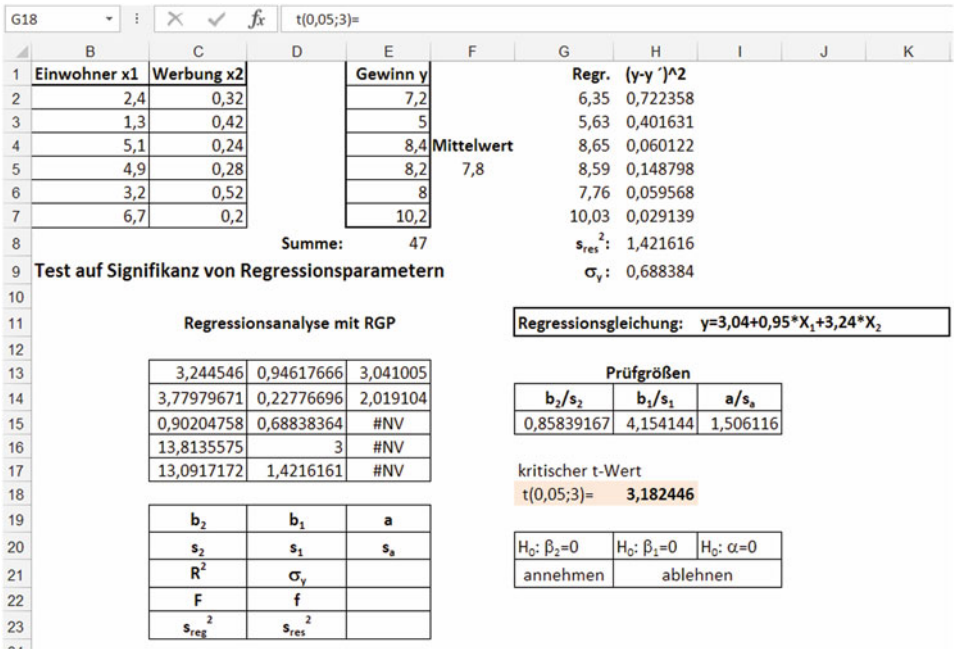 G18 fx t(0,05;3)=
B C D E F G H I J K
1 Einwohner x1 Werbung x2 Gewinn y Regr. (y-y ´)^2
2 2,4 0,32 7,2 6,35 0,722358
3 1,3 0,42 5 5,63 0,401631
4 5,1 0,24 8,4 Mittelwert 8,65 0,060122
5 4,9 0,28 8,2 7,8 8,59 0,148798
6 3,2 0,52 8 7,76 0,059568
7 6,7 0,2 10,2 10,03 0,029139
8 Summe: 47 sres²: 1,421616
9 Test auf Signifikanz von Regressionsparametern σy: 0,688384
10
11 Regressionsanalyse mit RGP Regressionsgleichung: y=3,04+0,95*X1+3,24*X2
12
13 3,244546 0,94617666 3,041005 Prüfgrößen
14 3,77979671 0,22776696 2,019104 b2/s2 b1/s1 a/sa
15 0,90204758 0,68838364 #NV 0,85839167 4,154144 1,506116
16 13,8135575 3 #NV
17 13,0917172 1,4216161 #NV kritischer t-Wert
18 t(0,05;3)= 3,182446
19 b2 b1 a
20 s2 s1 sa H0: β2=0 H0: β1=0 H0: α=0
21 R² σy annehmen ablehnen
22 F f
23 sreg² sres²